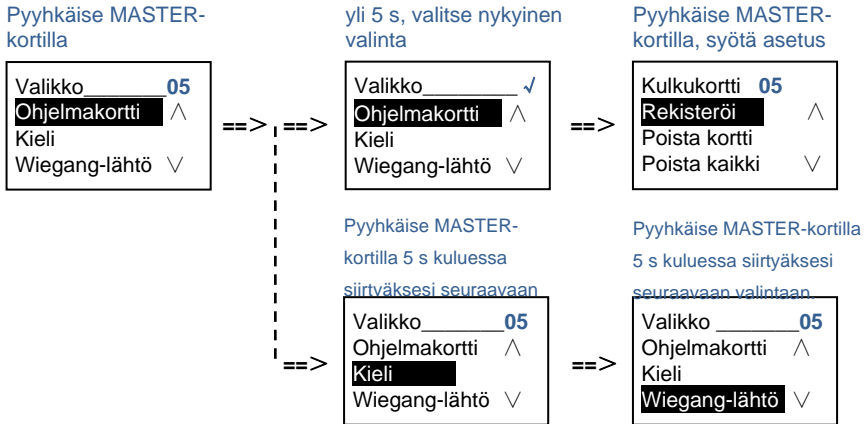 Pyyhkäise MASTER-
kortilla
Valikko_______05
Ohjelmakortti ∧
Kieli
Wiegang-lähtö ∨
==> ==>
yli 5 s, valitse nykyinen
valinta
Valikko________ √
Ohjelmakortti ∧
Kieli
Wiegang-lähtö ∨
==>
Pyyhkäise MASTER-
kortilla, syötä asetus
Kulkukortti 05
Rekisteröi ∧
Poista kortti
Poista kaikki ∨
==>
Pyyhkäise MASTER-
kortilla 5 s kuluessa
siirtyäksesi seuraavaan
Valikko_______05
Ohjelmakortti ∧
Kieli
Wiegang-lähtö ∨
==>
Pyyhkäise MASTER-kortilla
5 s kuluessa siirtyäksesi
seuraavaan valintaan.
Valikko _______05
Ohjelmakortti ∧
Kieli
Wiegang-lähtö ∨